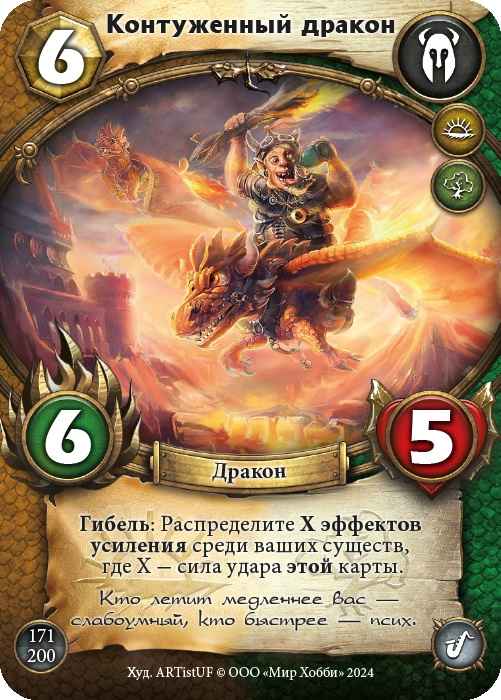 Контуженный дракон
6
6
5
Дракон
Гибель: Распределите X эффектов
усиления среди ваших существ,
где X – сила удара этой карты.
Кто летит медленнее вас —
слабоумный, кто быстрее — псих.
171
200
Худ. ARTistUF © ООО «Мир Хобби» 2024